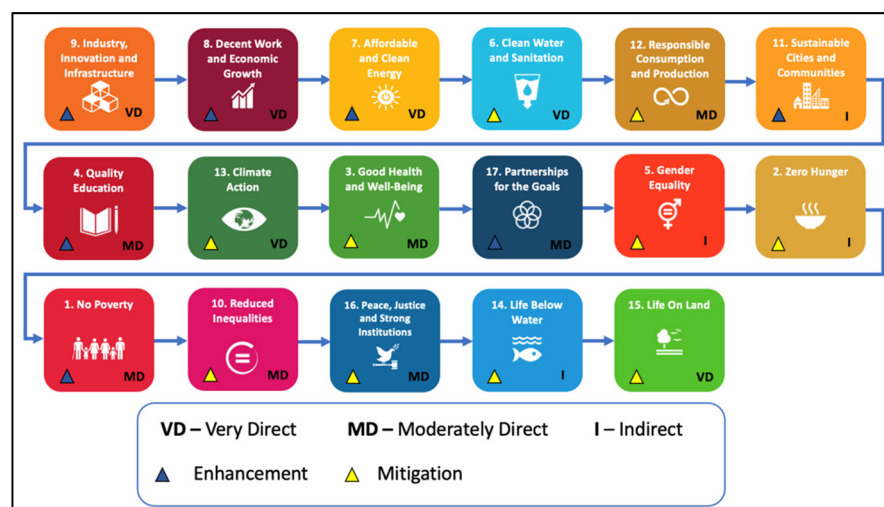 9. Industry,
Innovation and
Infrastructure
VD
8. Decent Work
and Economic
Growth
VD
7. Affordable
and Clean
Energy
VD
6. Clean Water
and Sanitation
VD
12. Responsible
Consumption
and Production
MD
11. Sustainable
Cities and
Communities
I
4. Quality
Education
MD
13. Climate
Action
VD
3. Good Health
and Well-Being
MD
17. Partnerships
for the Goals
MD
5. Gender
Equality
I
2. Zero Hunger
I
1. No Poverty
MD
10. Reduced
Inequalities
MD
16. Peace, Justice
and Strong
Institutions
MD
14. Life Below
Water
I
15. Life On Land
VD
VD – Very Direct MD – Moderately Direct I – Indirect
Enhancement Mitigation